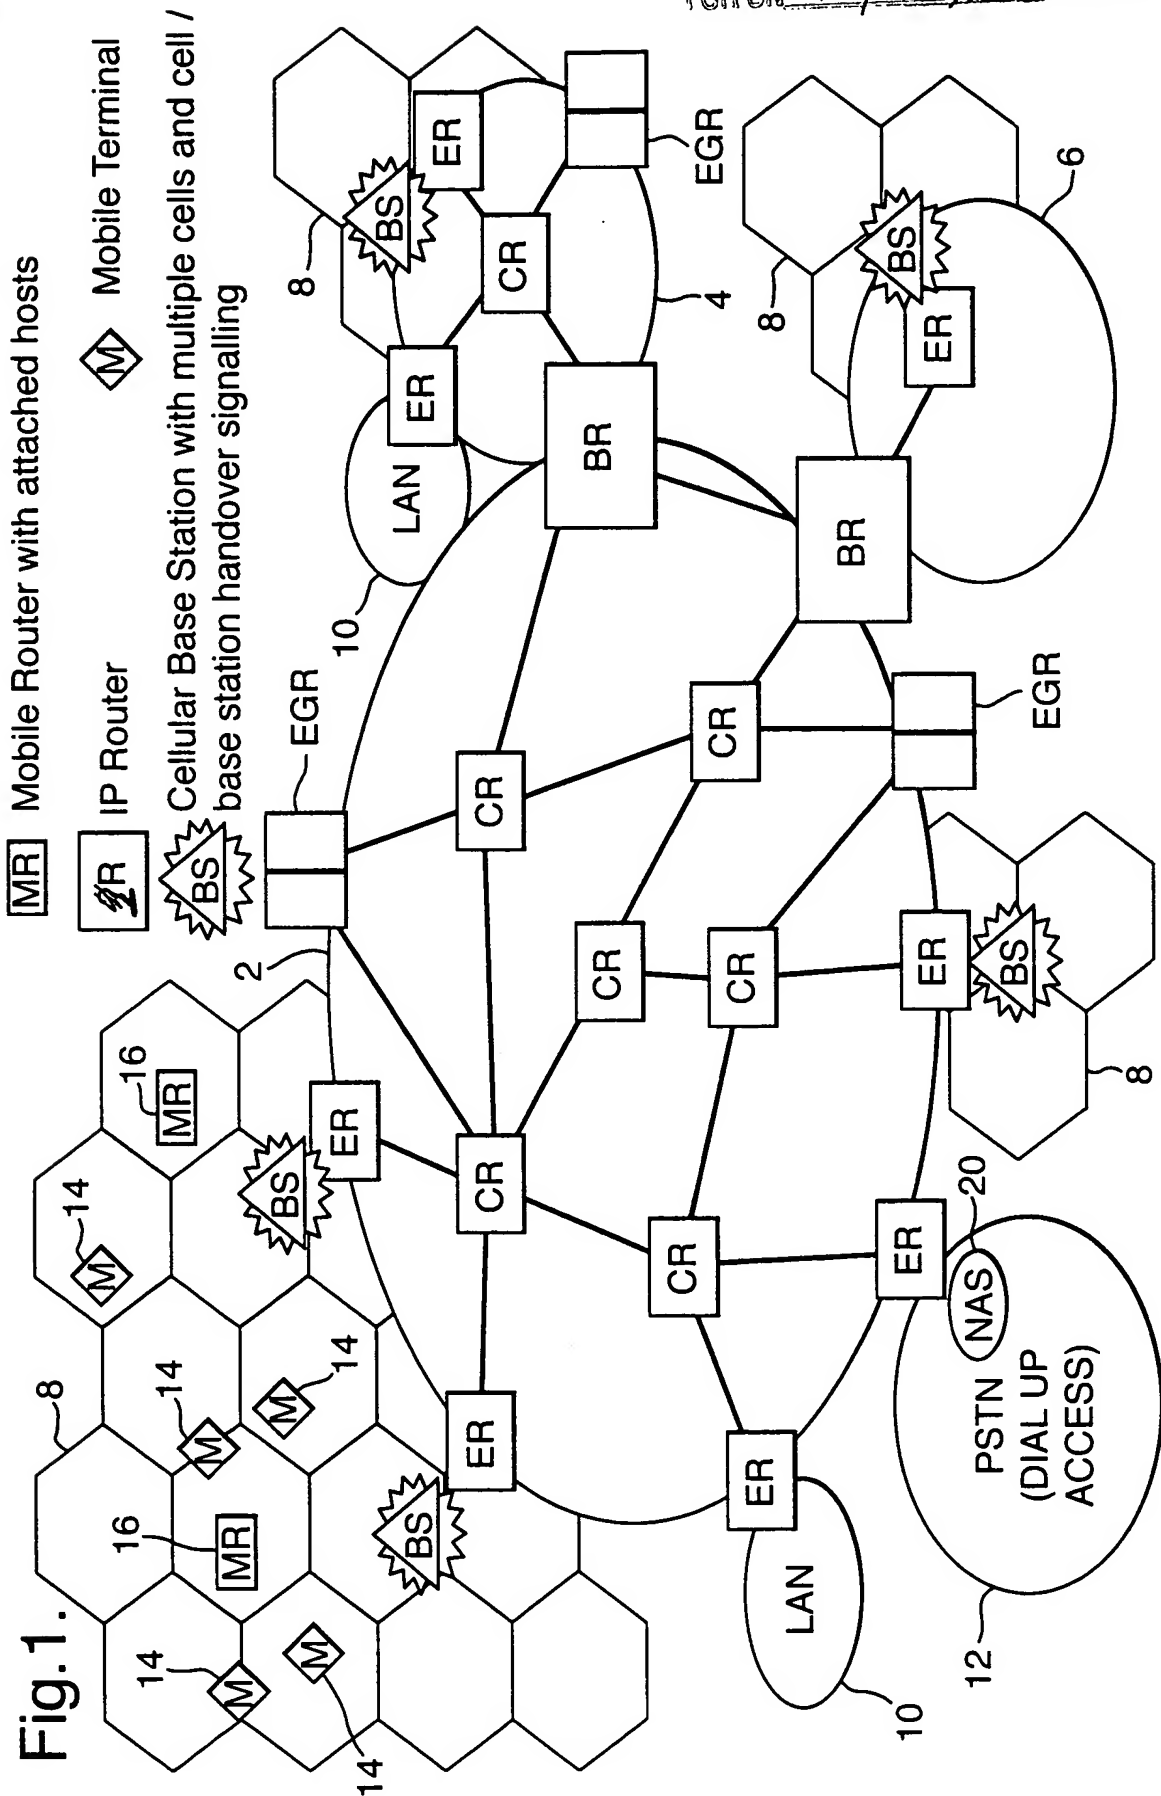 Fig.1.
MR Mobile Router with attached hosts
R IP Router
M Mobile Terminal
BS Cellular Base Station with multiple cells and cell /
base station handover signalling
8
14
14
14
14
14
16
16
MR
MR
M
M
M
M
M
BS
BS
ER
ER
2
EGR
10
LAN
ER
8
BS
ER
CR
EGR
4
BR
8
BS
ER
6
BR
CR
CR
CR
CR
CR
CR
EGR
ER
BS
8
ER
20
NAS
PSTN
(DIAL UP
ACCESS)
12
ER
LAN
10